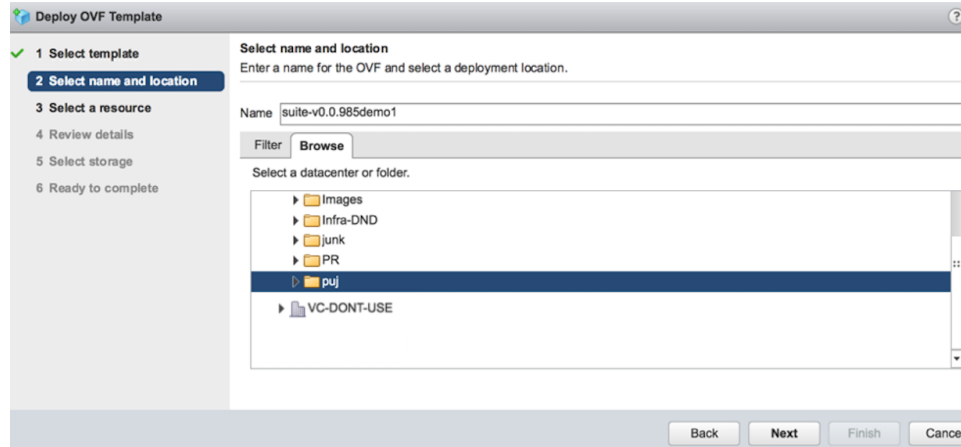 Deploy OVF Template
?
1 Select template
2 Select name and location
3 Select a resource
4 Review details
5 Select storage
6 Ready to complete
Select name and location
Enter a name for the OVF and select a deployment location.
Name suite-v0.0.985demo1
Filter Browse
Select a datacenter or folder.
Images
Infra-DND
junk
PR
puj
VC-DONT-USE
Back Next Finish Cance